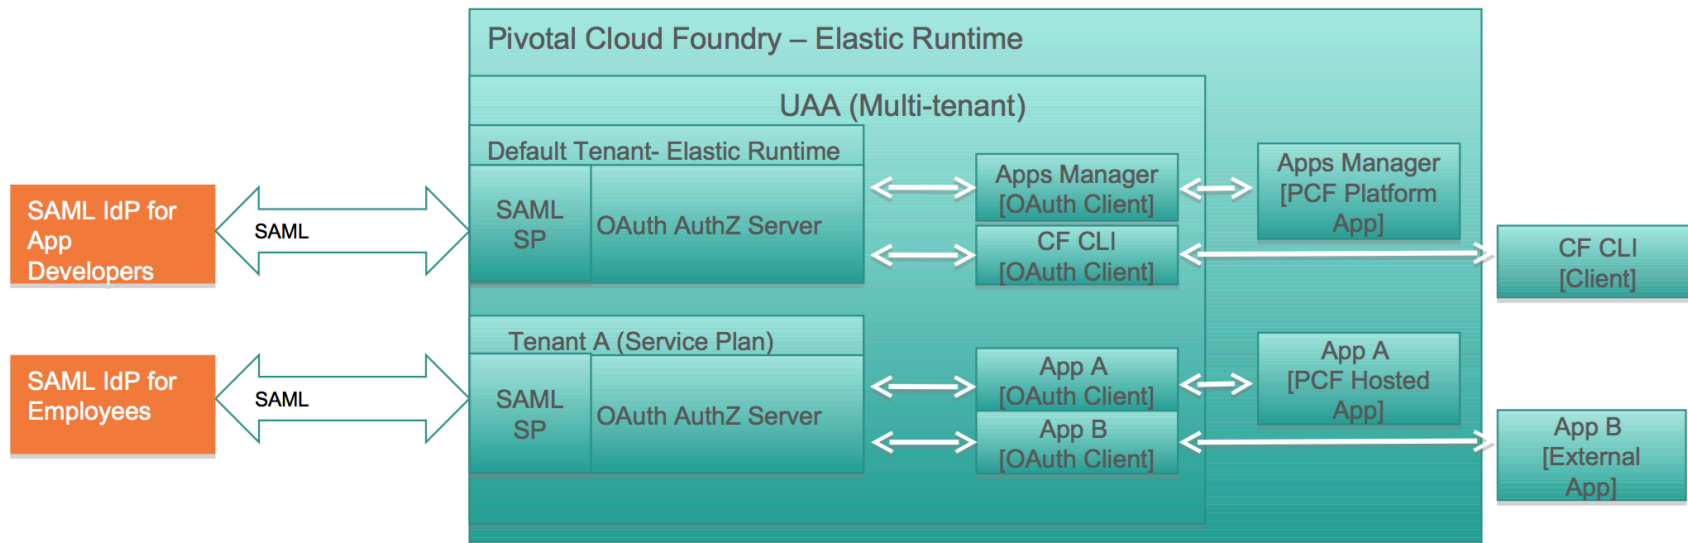 Pivotal Cloud Foundry – Elastic Runtime
UAA (Multi-tenant)
Default Tenant- Elastic Runtime
SAML IdP for
App
Developers
SAML
SAML
SP
OAuth AuthZ Server
Apps Manager
[OAuth Client]
CF CLI
[OAuth Client]
Apps Manager
[PCF Platform
App]
CF CLI
[Client]
Tenant A (Service Plan)
SAML IdP for
Employees
SAML
SAML
SP
OAuth AuthZ Server
App A
[OAuth Client]
App B
[OAuth Client]
App A
[PCF Hosted
App]
App B
[External
App]